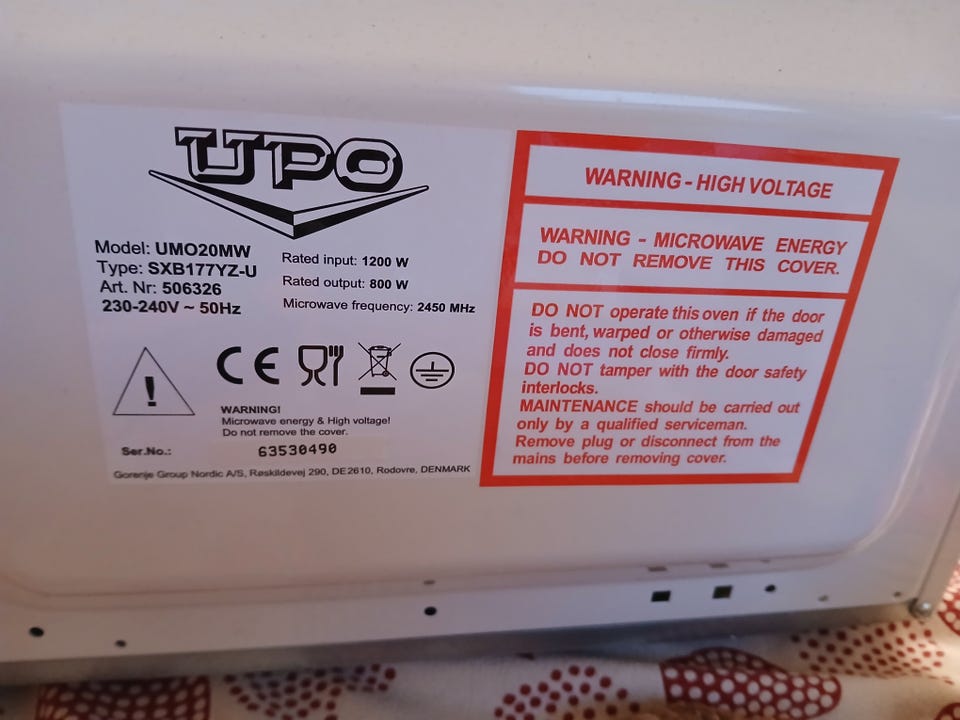 UPO
Model: UMO20MW
Type: SXB177YZ-U
Art. Nr: 506326
230-240V ~ 50Hz
Rated input: 1200 W
Rated output: 800 W
Microwave frequency: 2450 MHz
CE
WARNING!
Microwave energy & High voltage!
Do not remove the cover.
Ser.No.: 63530490
Gorenje Group Nordic A/S, Røskildevej 290, DE2610, Rodovre, DENMARK
WARNING - HIGH VOLTAGE
WARNING - MICROWAVE ENERGY
DO NOT REMOVE THIS COVER.
DO NOT operate this oven if the door
is bent, warped or otherwise damaged
and does not close firmly.
DO NOT tamper with the door safety
interlocks.
MAINTENANCE should be carried out
only by a qualified serviceman.
Remove plug or disconnect from the
mains before removing cover.